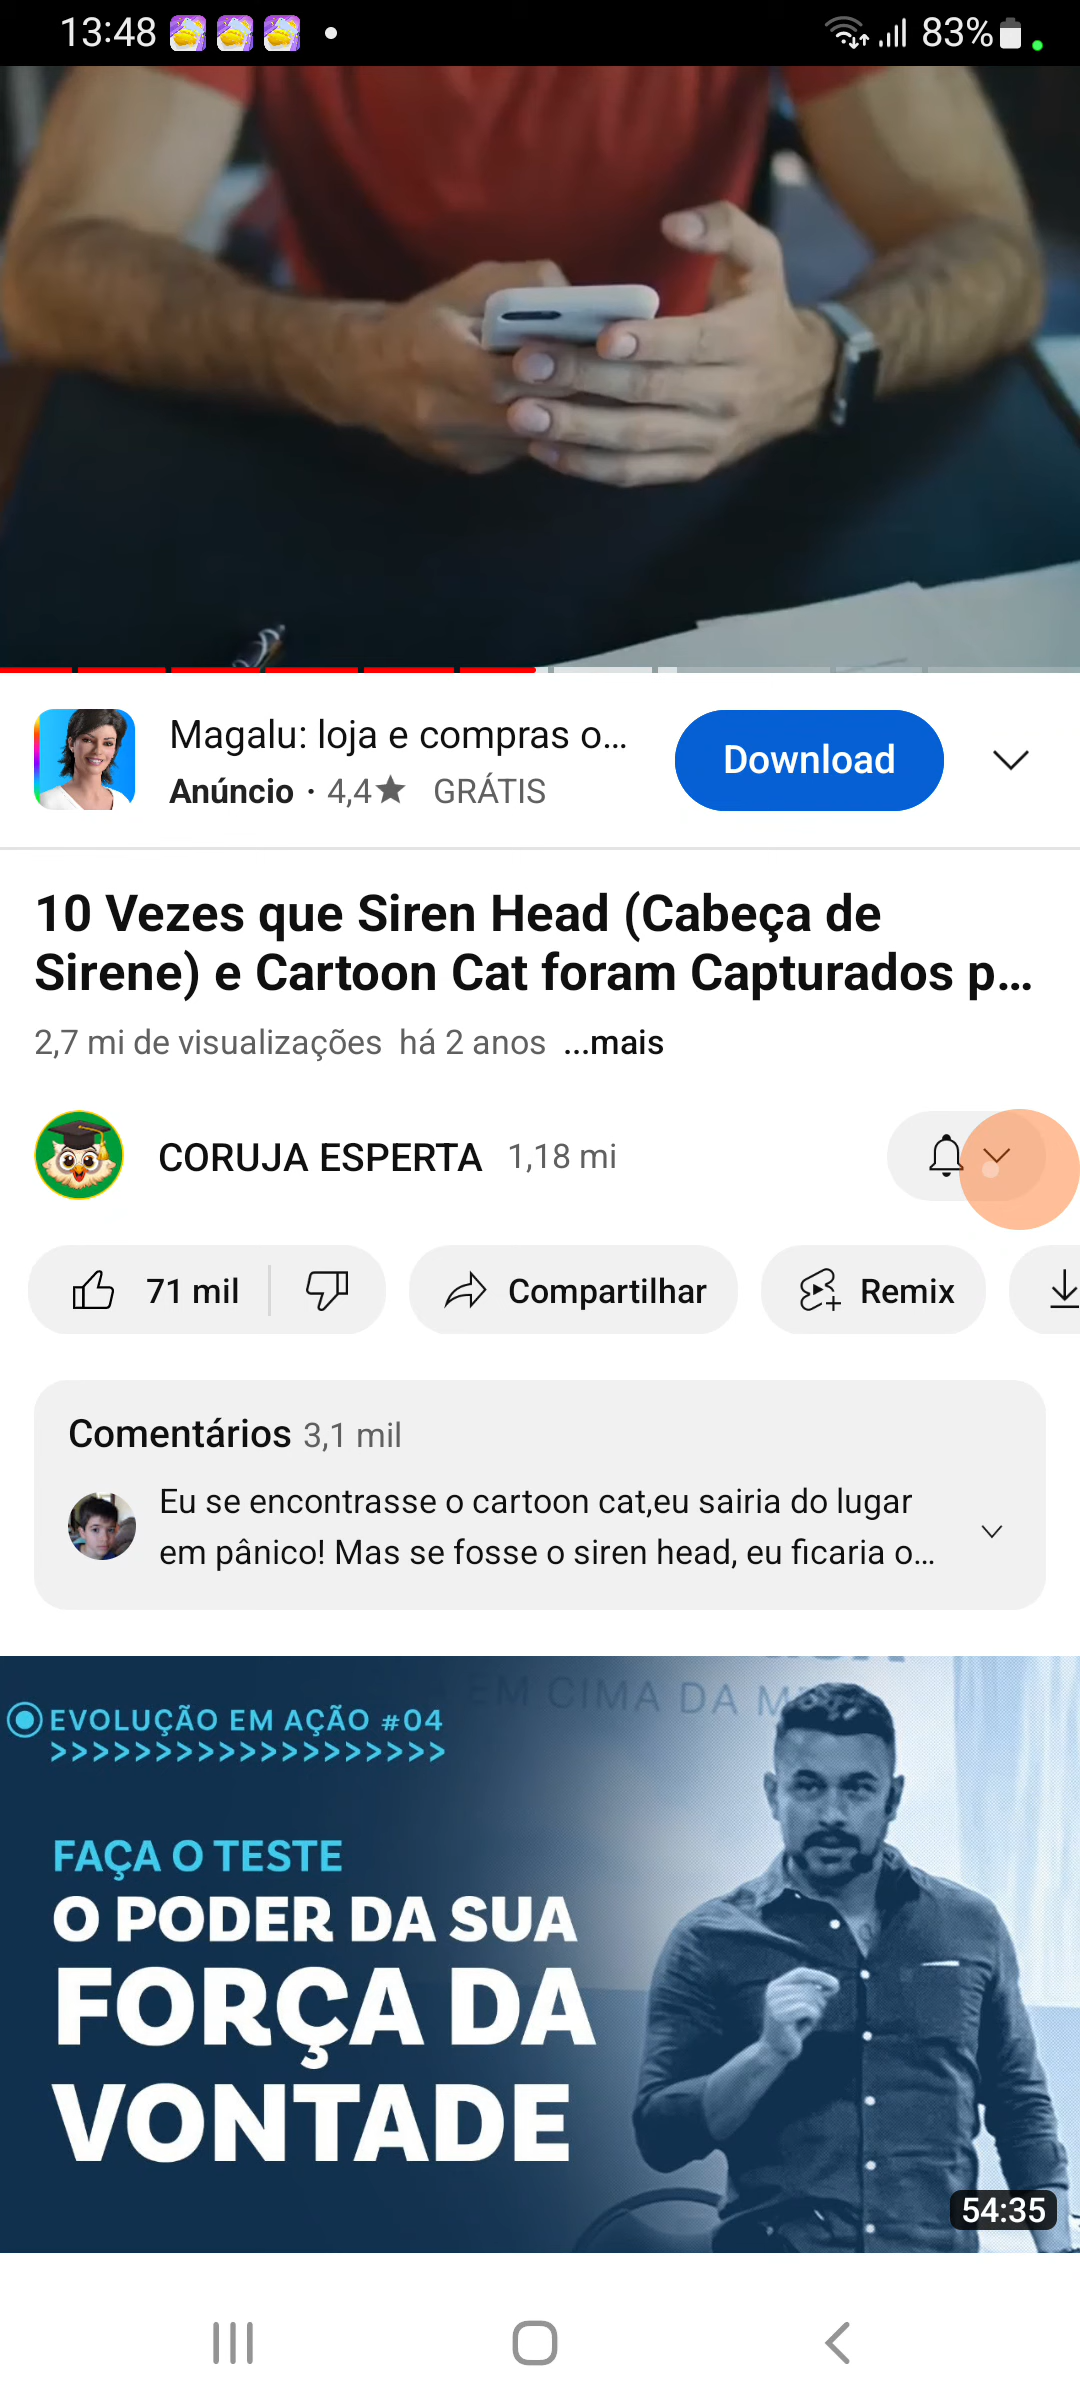 13:48
83%
Magalu: loja e compras o...
Download
Anúncio · 4,4★ GRÁTIS
10 Vezes que Siren Head (Cabeça de
Sirene) e Cartoon Cat foram Capturados p...
2,7 mi de visualizações há 2 anos ...mais
CORUJA ESPERTA 1,18 mi
71 mil
Compartilhar
Remix
Comentários 3,1 mil
Eu se encontrasse o cartoon cat,eu sairia do lugar
em pânico! Mas se fosse o siren head, eu ficaria o...
EM CIMA DA
EVOLUÇÃO EM AÇÃO #04
>>>>>>>>>>>>>>>>>>>
FAÇA O TESTE
O PODER DA SUA
FORÇA DA
VONTADE
54:35